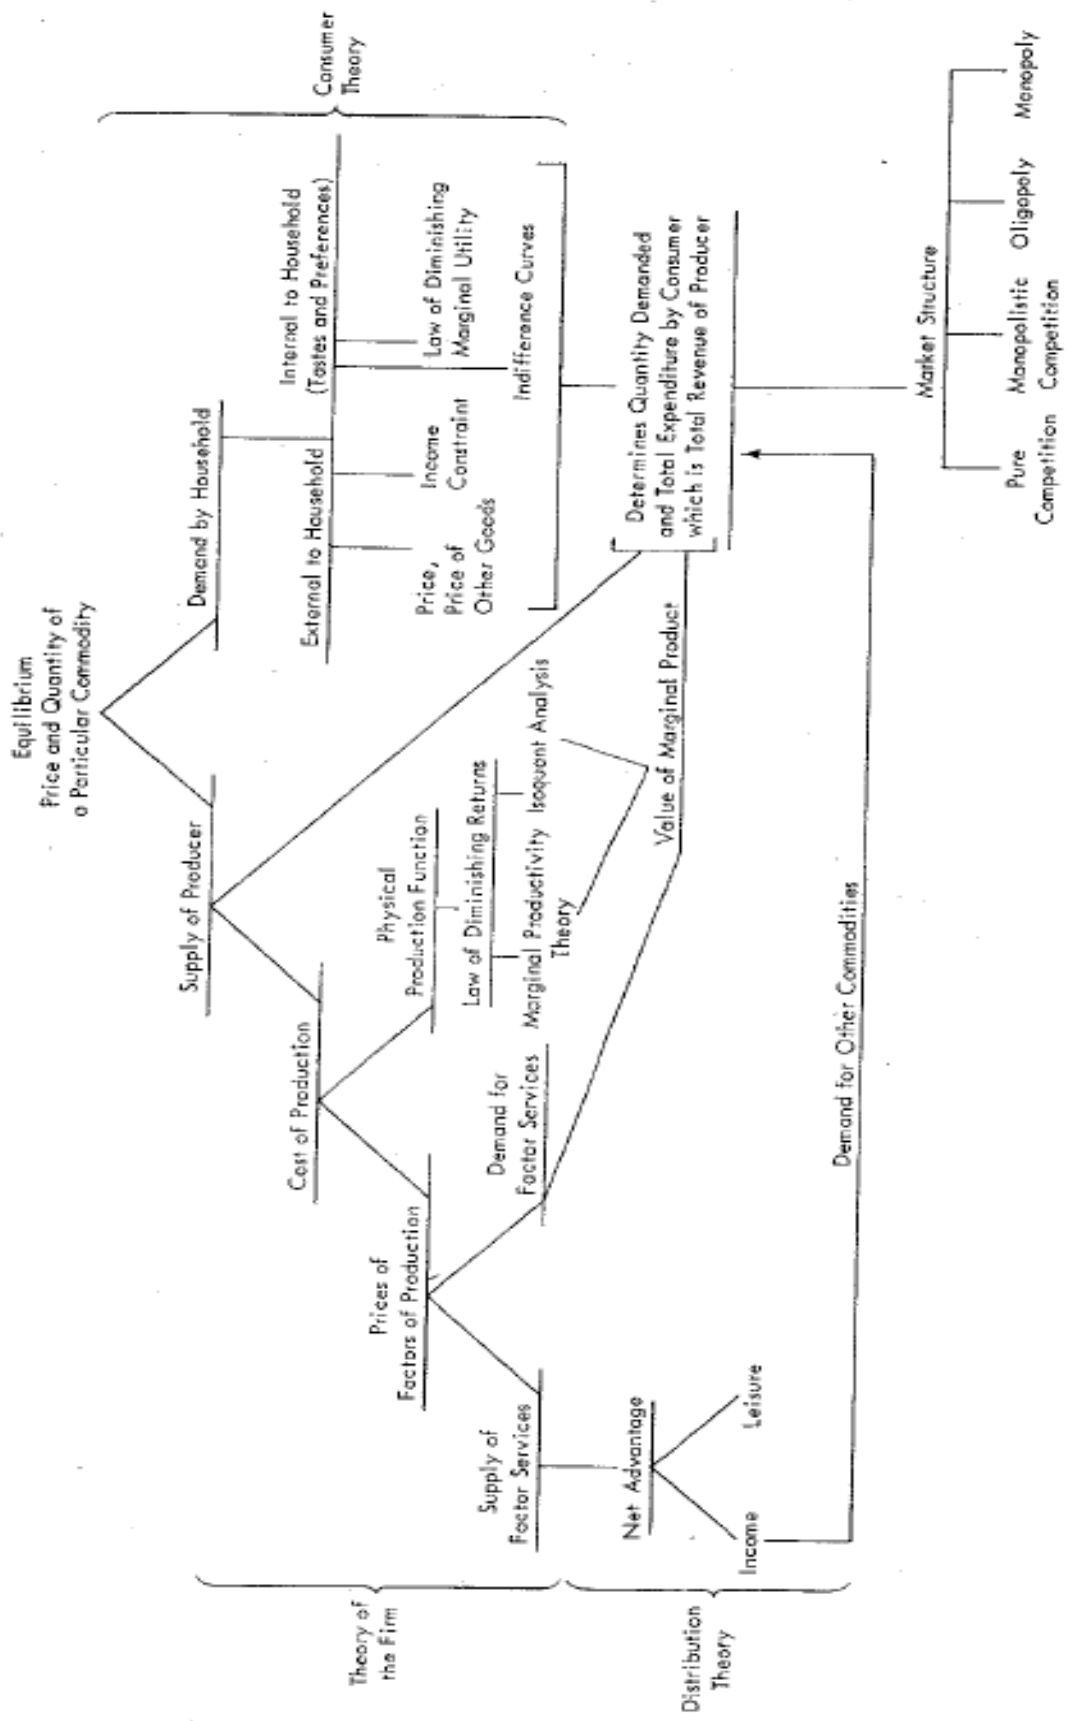 Equilibrium
Price and Quantity of
a Particular Commodity
Supply of Producer
Demand by Household
Consumer
Theory
Cost of Production
External to Household
Internal to Household
(Tastes and Preferences)
Theory of
the Firm
Prices of
Factors of Production
Physical
Production Function
Price,
Price of
Other Goods
Income
Constraint
Law of Diminishing
Marginal Utility
Law of Diminishing Returns
Indifference Curves
Supply of
Factor Services
Demand for
Factor Services
Marginal Productivity
Theory
Isoquant Analysis
Distribution
Theory
Net Advantage
Value of Marginal Product
Determines Quantity Demanded
and Total Expenditure by Consumer
which is Total Revenue of Producer
Income
Leisure
Demand for Other Commodities
Market Structure
Pure
Competition
Monopolistic
Competition
Oligopoly
Monopoly